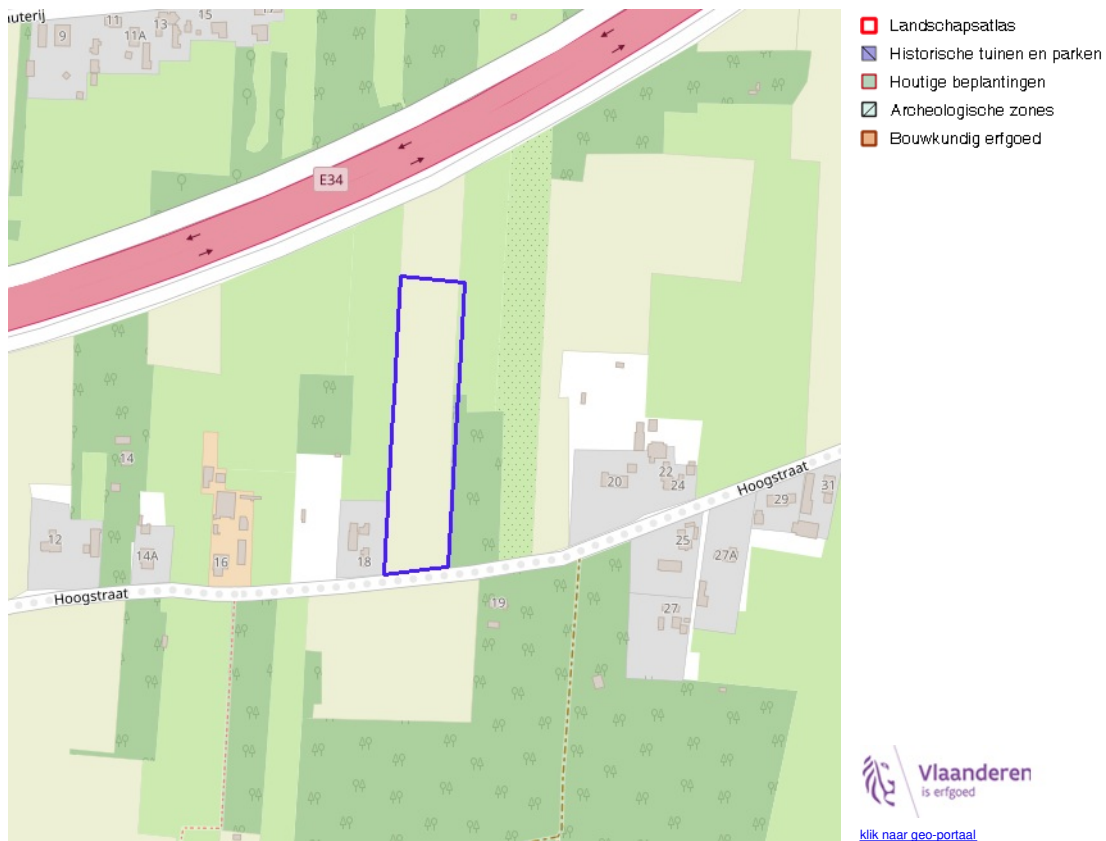 uterij
9
11
11A
13
15
E34
14
12
14A
16
18
Hoogstraat
19
20
22
24
Hoogstraat
25
27
27A
29
31
Landschapsatlas
Historische tuinen en parken
Houtige beplantingen
Archeologische zones
Bouwkundig erfgoed
Vlaanderen
is erfgoed
klik naar geo-portaal